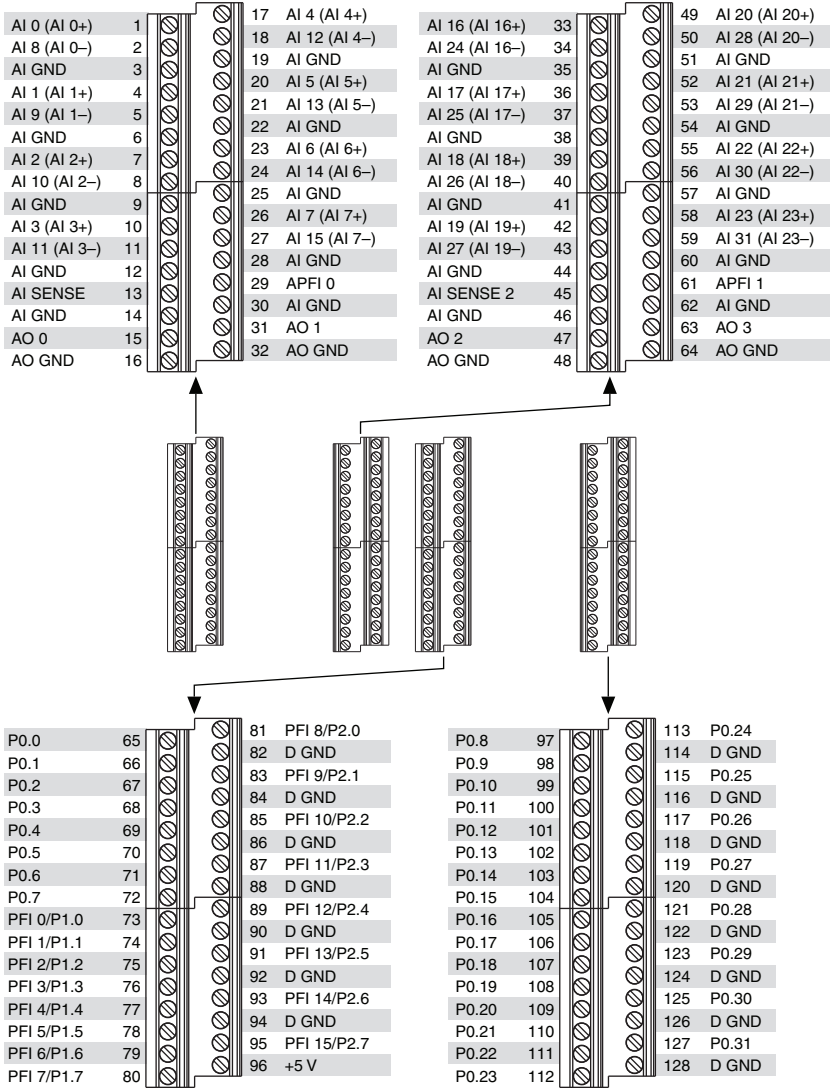 AI 0 (AI 0+) 1
AI 8 (AI 0–) 2
AI GND 3
AI 1 (AI 1+) 4
AI 9 (AI 1–) 5
AI GND 6
AI 2 (AI 2+) 7
AI 10 (AI 2–) 8
AI GND 9
AI 3 (AI 3+) 10
AI 11 (AI 3–) 11
AI GND 12
AI SENSE 13
AI GND 14
AO 0 15
AO GND 16
17 AI 4 (AI 4+)
18 AI 12 (AI 4–)
19 AI GND
20 AI 5 (AI 5+)
21 AI 13 (AI 5–)
22 AI GND
23 AI 6 (AI 6+)
24 AI 14 (AI 6–)
25 AI GND
26 AI 7 (AI 7+)
27 AI 15 (AI 7–)
28 AI GND
29 APFI 0
30 AI GND
31 AO 1
32 AO GND
AI 16 (AI 16+) 33
AI 24 (AI 16–) 34
AI GND 35
AI 17 (AI 17+) 36
AI 25 (AI 17–) 37
AI GND 38
AI 18 (AI 18+) 39
AI 26 (AI 18–) 40
AI GND 41
AI 19 (AI 19+) 42
AI 27 (AI 19–) 43
AI GND 44
AI SENSE 2 45
AI GND 46
AO 2 47
AO GND 48
49 AI 20 (AI 20+)
50 AI 28 (AI 20–)
51 AI GND
52 AI 21 (AI 21+)
53 AI 29 (AI 21–)
54 AI GND
55 AI 22 (AI 22+)
56 AI 30 (AI 22–)
57 AI GND
58 AI 23 (AI 23+)
59 AI 31 (AI 23–)
60 AI GND
61 APFI 1
62 AI GND
63 AO 3
64 AO GND
P0.0 65
P0.1 66
P0.2 67
P0.3 68
P0.4 69
P0.5 70
P0.6 71
P0.7 72
PFI 0/P1.0 73
PFI 1/P1.1 74
PFI 2/P1.2 75
PFI 3/P1.3 76
PFI 4/P1.4 77
PFI 5/P1.5 78
PFI 6/P1.6 79
PFI 7/P1.7 80
81 PFI 8/P2.0
82 D GND
83 PFI 9/P2.1
84 D GND
85 PFI 10/P2.2
86 D GND
87 PFI 11/P2.3
88 D GND
89 PFI 12/P2.4
90 D GND
91 PFI 13/P2.5
92 D GND
93 PFI 14/P2.6
94 D GND
95 PFI 15/P2.7
96 +5 V
P0.8 97
P0.9 98
P0.10 99
P0.11 100
P0.12 101
P0.13 102
P0.14 103
P0.15 104
P0.16 105
P0.17 106
P0.18 107
P0.19 108
P0.20 109
P0.21 110
P0.22 111
P0.23 112
113 P0.24
114 D GND
115 P0.25
116 D GND
117 P0.26
118 D GND
119 P0.27
120 D GND
121 P0.28
122 D GND
123 P0.29
124 D GND
125 P0.30
126 D GND
127 P0.31
128 D GND